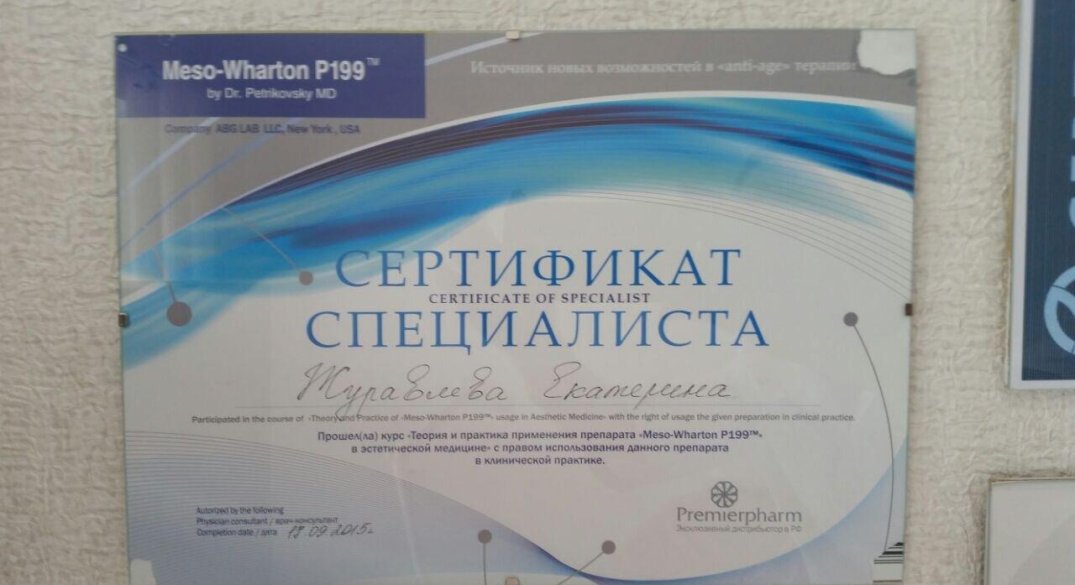 Meso-Wharton P199™
by Dr. Petrikovsky MD
Company ABG LAB LLC, New York , USA
Источник новых возможностей в «anti-age» терапии
СЕРТИФИКАТ
CERTIFICATE OF SPECIALIST
СПЕЦИАЛИСТА
Журавлева Екатерина
Participated in the course of «Theory and Practice of «Meso-Wharton P199™» usage in Aesthetic Medicine» with the right of usage the given preparation in clinical practice.
Прошел(ла) курс «Теория и практика применения препарата «Meso-Wharton P199™»
в эстетической медицине» с правом использования данного препарата
в клинической практике.
Autorized by the following
Physician consultant / врач-консультант
Completion date / дата 18 09 2015г
Premierpharm
Эксклюзивный дистрибьютор в РФ